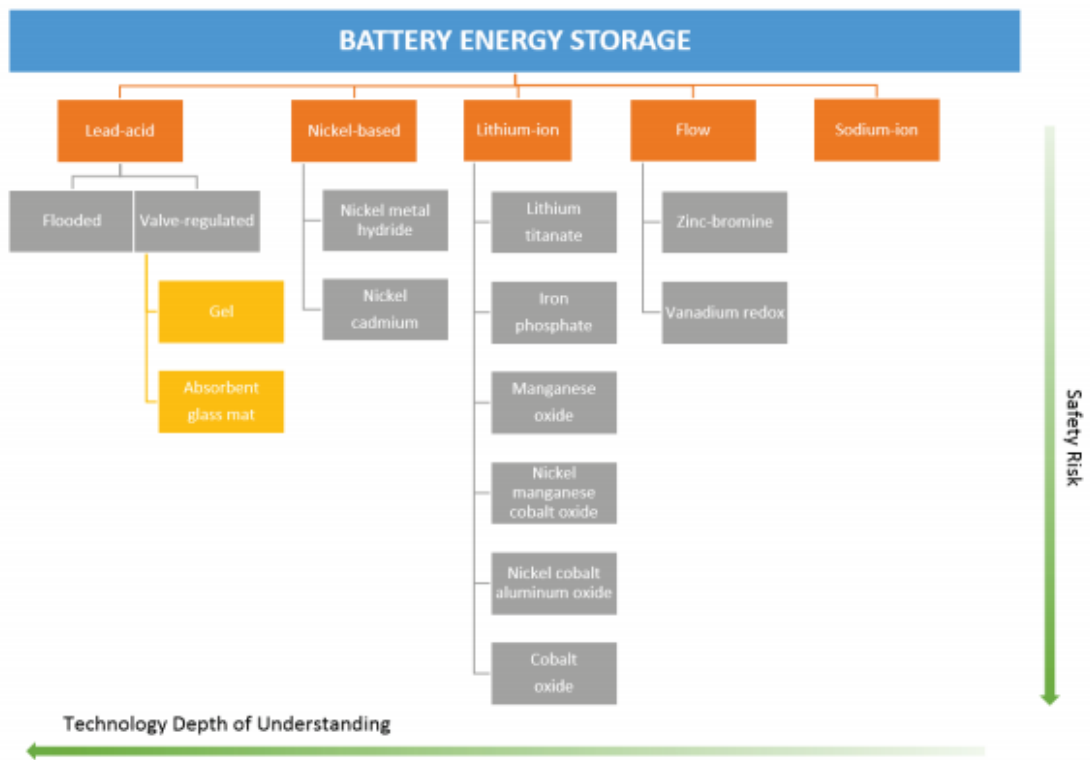 BATTERY ENERGY STORAGE
Lead-acid
Nickel-based
Lithium-ion
Flow
Sodium-ion
Flooded
Valve-regulated
Gel
Absorbent
glass mat
Nickel metal
hydride
Nickel
cadmium
Lithium
titanate
Iron
phosphate
Manganese
oxide
Nickel
manganese
cobalt oxide
Nickel cobalt
aluminum oxide
Cobalt
oxide
Zinc-bromine
Vanadium redox
Safety Risk
Technology Depth of Understanding